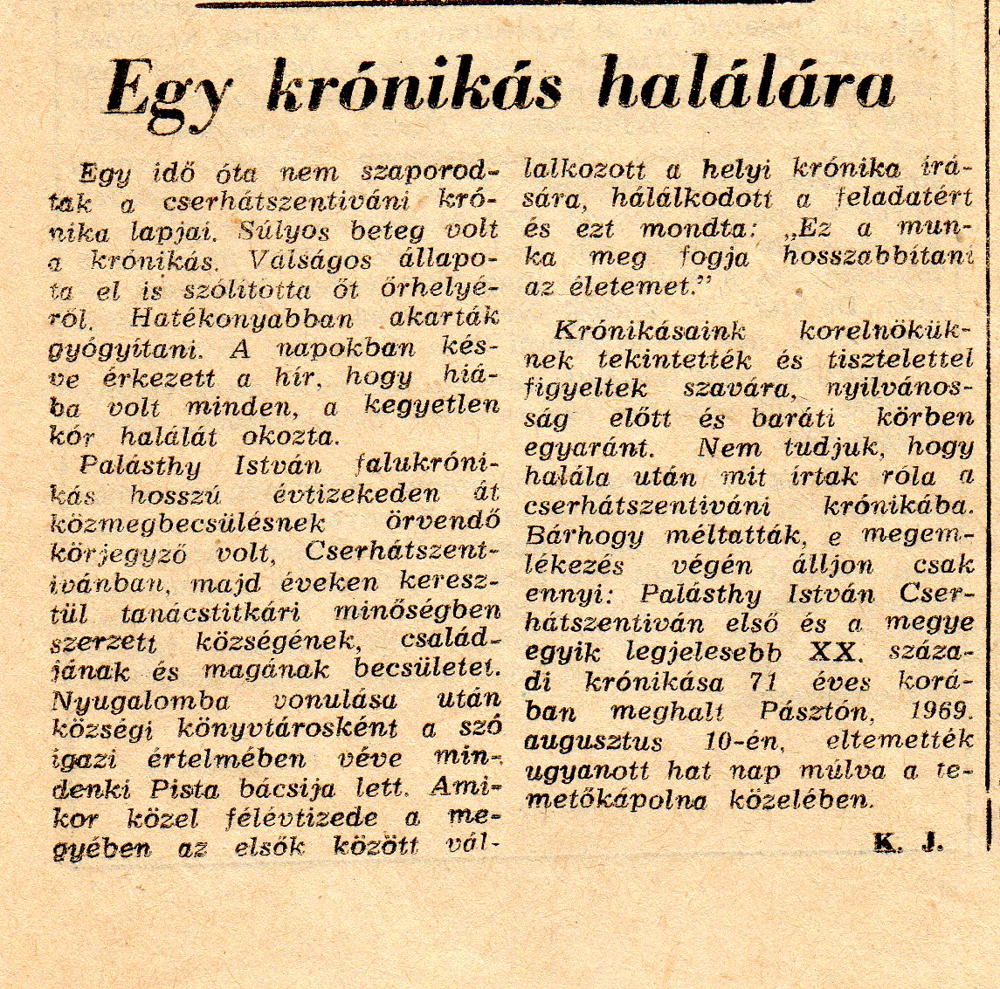 Egy krónikás halálára
Egy idő óta nem szaporod-
tak a cserhátszentiváni kró-
nika lapjai. Súlyos beteg volt
a krónikás. Válságos állapo-
ta el is szólította őt őrhelyé-
ről. Hatékonyabban akarták
gyógyítani. A napokban kés-
ve érkezett a hír, hogy hiá-
ba volt minden, a kegyetlen
kór halálát okozta.
Palásthy István falukróni-
kás hosszú évtizekeden át
közmegbecsülésnek örvendő
körjegyző volt, Cserhátszent-
ivánban, majd éveken keresz-
tül tanácstitkári minőségben
szerzett községének, család-
jának és magának becsületet.
Nyugalomba vonulása után
községi könyvtárosként a szó
igazi értelmében véve min-
denki Pista bácsija lett. Ami-
kor közel félévtizede a me-
gyében az elsők között vál-
lalkozott a helyi krónika írá-
sára, hálálkodott a feladatért
és ezt mondta: „Ez a mun-
ka meg fogja hosszabbítani
az életemet.”
Krónikásaink korelnökük-
nek tekintették és tisztelettel
figyeltek szavára, nyilvános-
ság előtt és baráti körben
egyaránt. Nem tudjuk, hogy
halála után mit írtak róla a
cserhátszentiváni krónikába.
Bárhogy méltatták, e megem-
lékezés végén álljon csak
ennyi: Palásthy István Cser-
hátszentiván első és a megye
egyik legjelesebb XX. száza-
di krónikása 71 éves korá-
ban meghalt Pásztón, 1969.
augusztus 10-én, eltemették
ugyanott hat nap múlva a te-
metőkápolna közelében.
K. J.